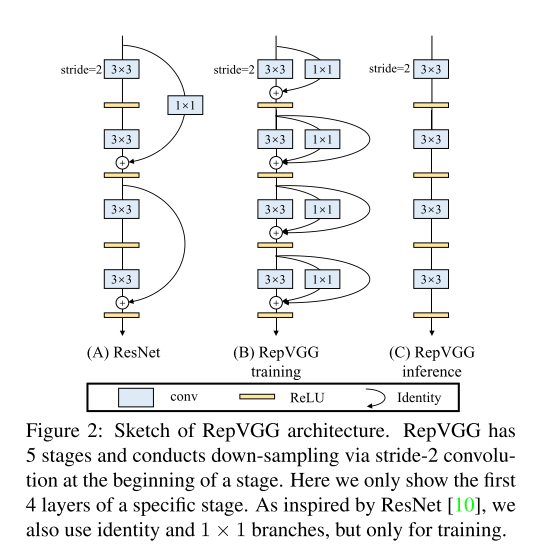 stride=2 3×3
1×1
3×3
3×3
3×3
(A) ResNet
stride=2 3×3 1×1
3×3 1×1
3×3 1×1
3×3 1×1
(B) RepVGG
training
stride=2 3×3
3×3
3×3
3×3
(C) RepVGG
inference
conv ReLU Identity
Figure 2: Sketch of RepVGG architecture. RepVGG has
5 stages and conducts down-sampling via stride-2 convolu-
tion at the beginning of a stage. Here we only show the first
4 layers of a specific stage. As inspired by ResNet [10], we
also use identity and 1 × 1 branches, but only for training.